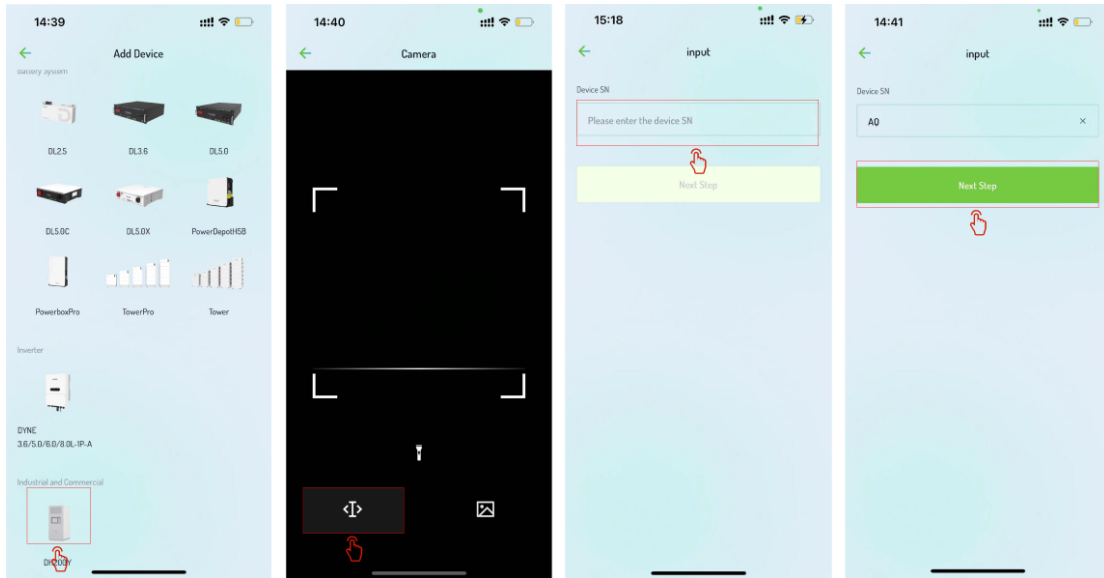 14:39
Add Device
Battery System
DL2.5 DL3.6 DL5.0
DL5.0C DL5.0X PowerDepotH5B
PowerboxPro TowerPro Tower
Inverter
DYNE
3.6/5.0/6.0/8.0L-1P-A
Industrial and Commercial
14:40
Camera
15:18
input
Device SN
Please enter the device SN
Next Step
14:41
input
Device SN
AQ
Next Step